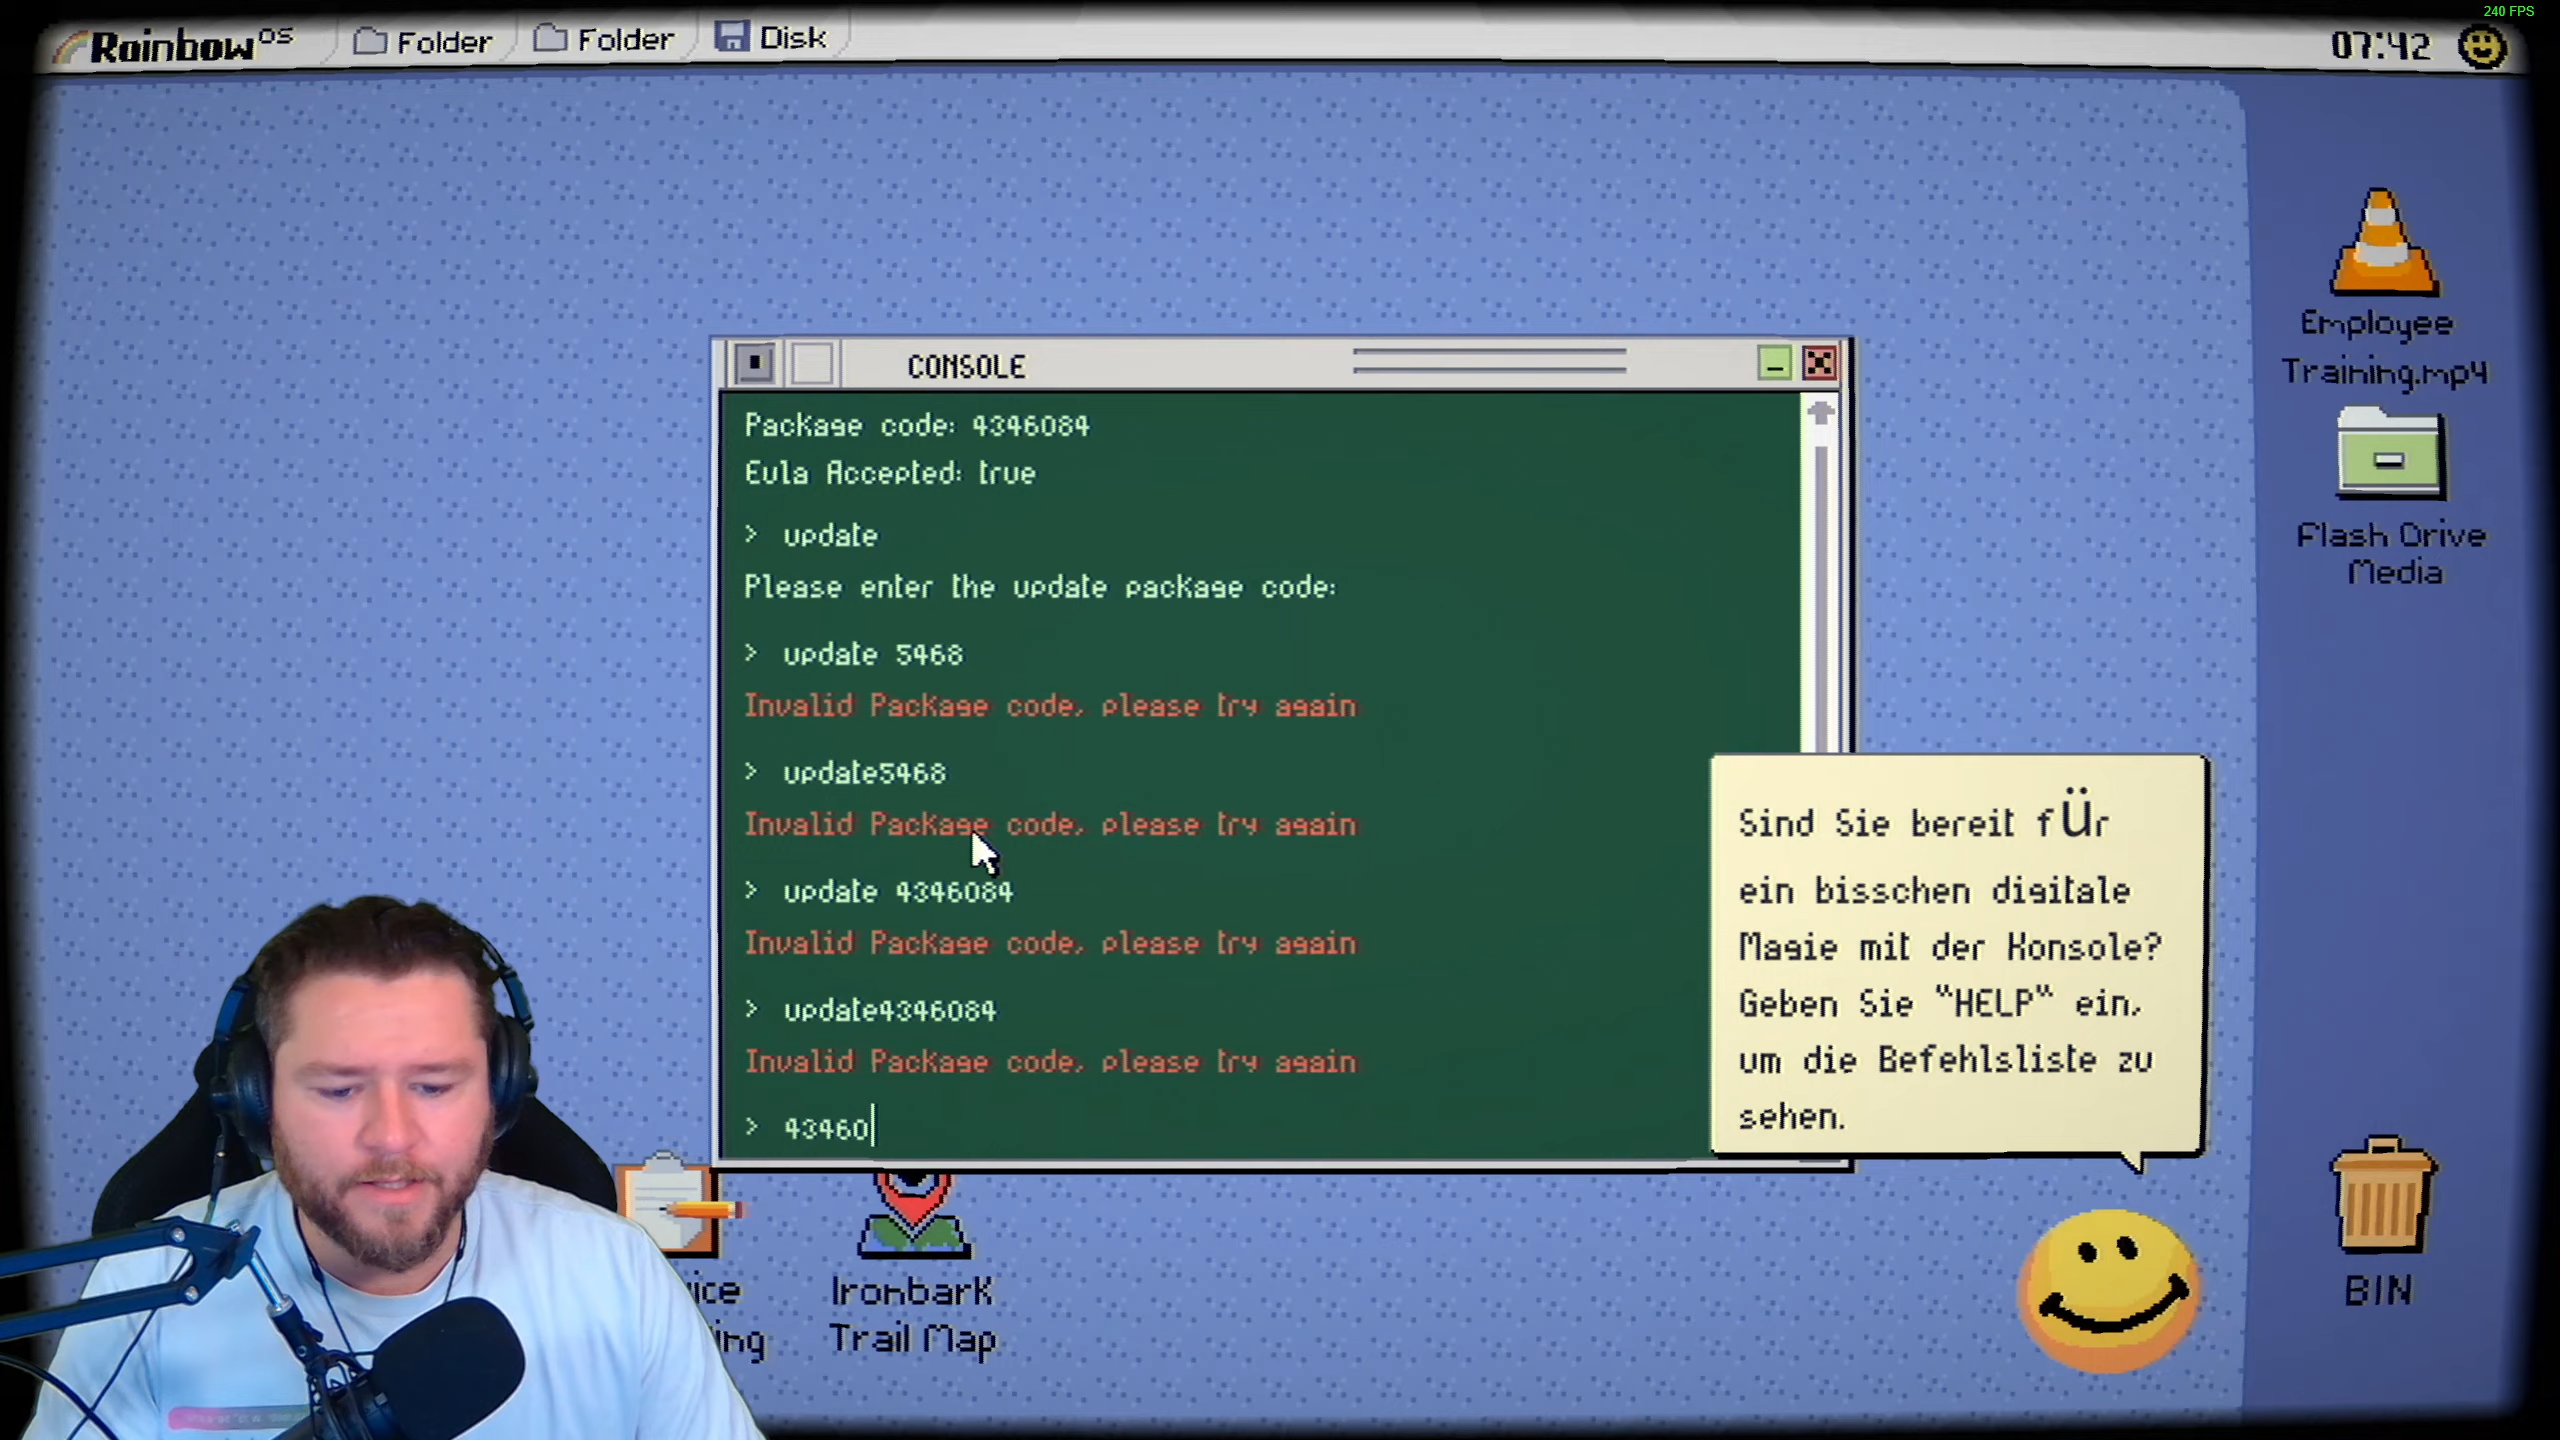 240 FPS
Rainbow OS
Folder
Folder
Disk
07:42
CONSOLE
Package code: 4346084
Eula Accepted: true
> update
Please enter the update package code:
> update 5468
Invalid Package code, please try again
> update5468
Invalid Package code, please try again
> update 4346084
Invalid Package code, please try again
> update4346084
Invalid Package code, please try again
> 43460
Sind Sie bereit für
ein bisschen digitale
Magie mit der Konsole?
Geben Sie "HELP" ein,
um die Befehlsliste zu
sehen.
Employee
Training.mp4
Flash Drive
Media
BIN
Ironbark
Trail Map